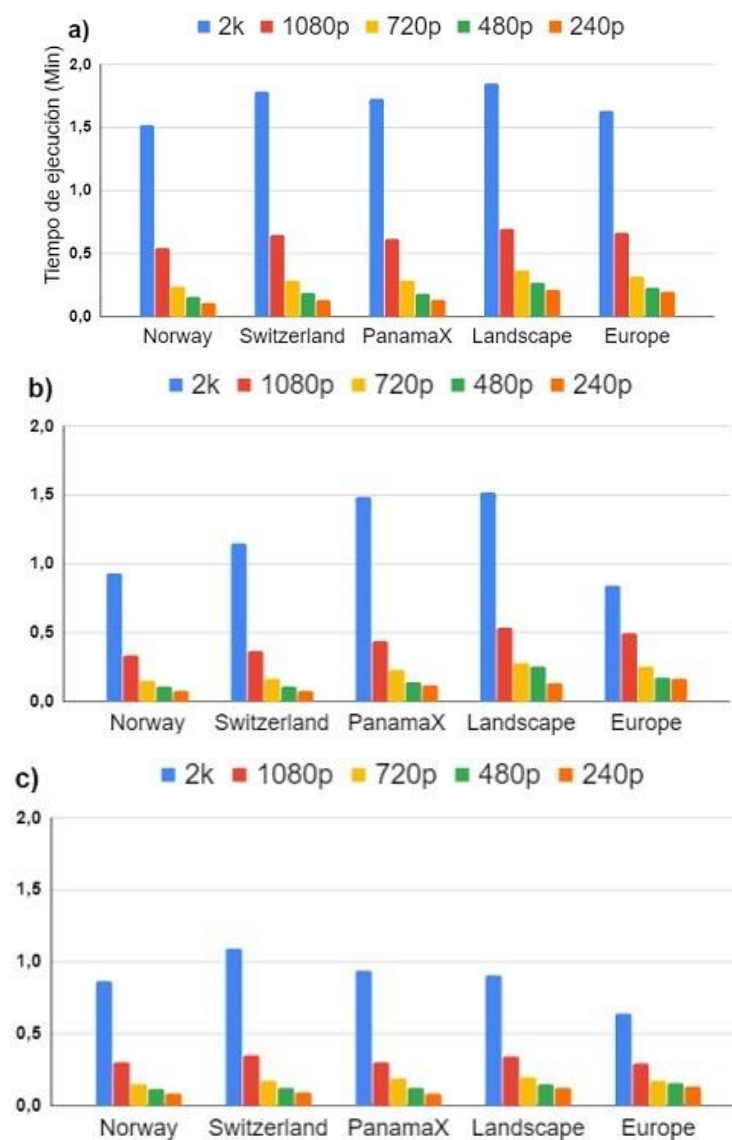 a) 2k 1080p 720p 480p 240p
Tiempo de ejecución (Min)
2,0
1,5
1,0
0,5
0,0
Norway Switzerland PanamaX Landscape Europe
b) 2k 1080p 720p 480p 240p
2,0
1,5
1,0
0,5
0,0
Norway Switzerland PanamaX Landscape Europe
c) 2k 1080p 720p 480p 240p
2,0
1,5
1,0
0,5
0,0
Norway Switzerland PanamaX Landscape Europe